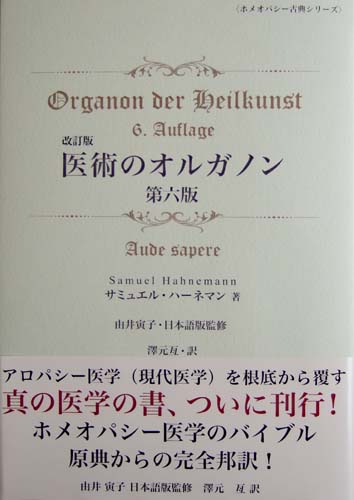 〈ホメオパシー古典シリーズ〉
Organon der Heilkunst
6. Auflage
改訂版
医術のオルガノン
第六版
Aude sapere
Samuel Hahnemann
サミュエル・ハーネマン 著
由井寅子・日本語版監修
澤元亙・訳
アロパシー医学（現代医学）を根底から覆す
真の医学の書、ついに刊行！
ホメオパシー医学のバイブル
原典からの完全邦訳！
由井 寅子 日本語版監修　澤元　亙 訳